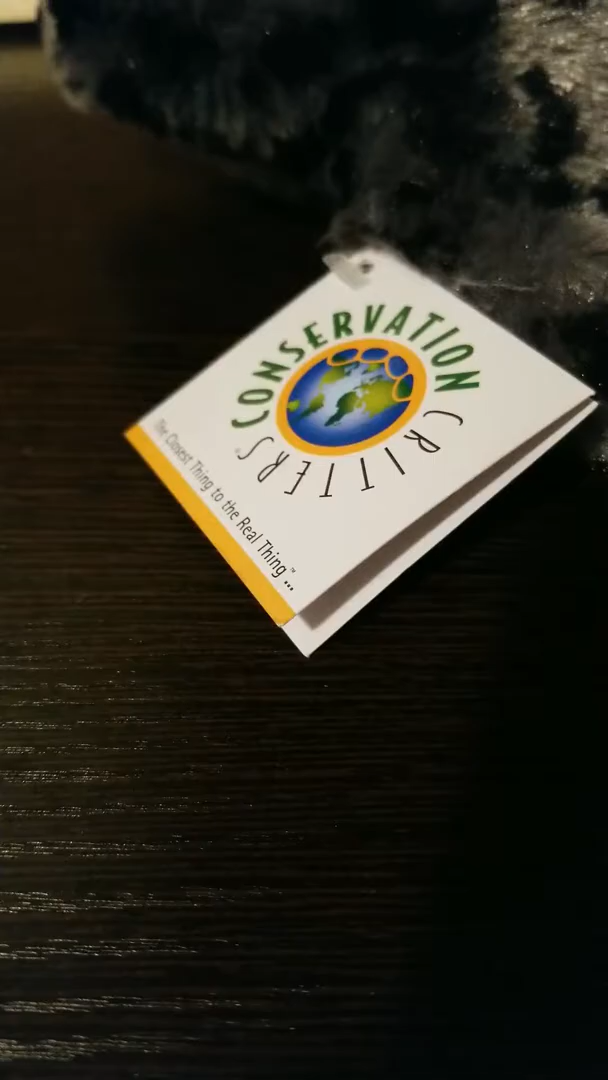 CONSERVATION
CRITTERS®
The Closest Thing to the Real Thing™...